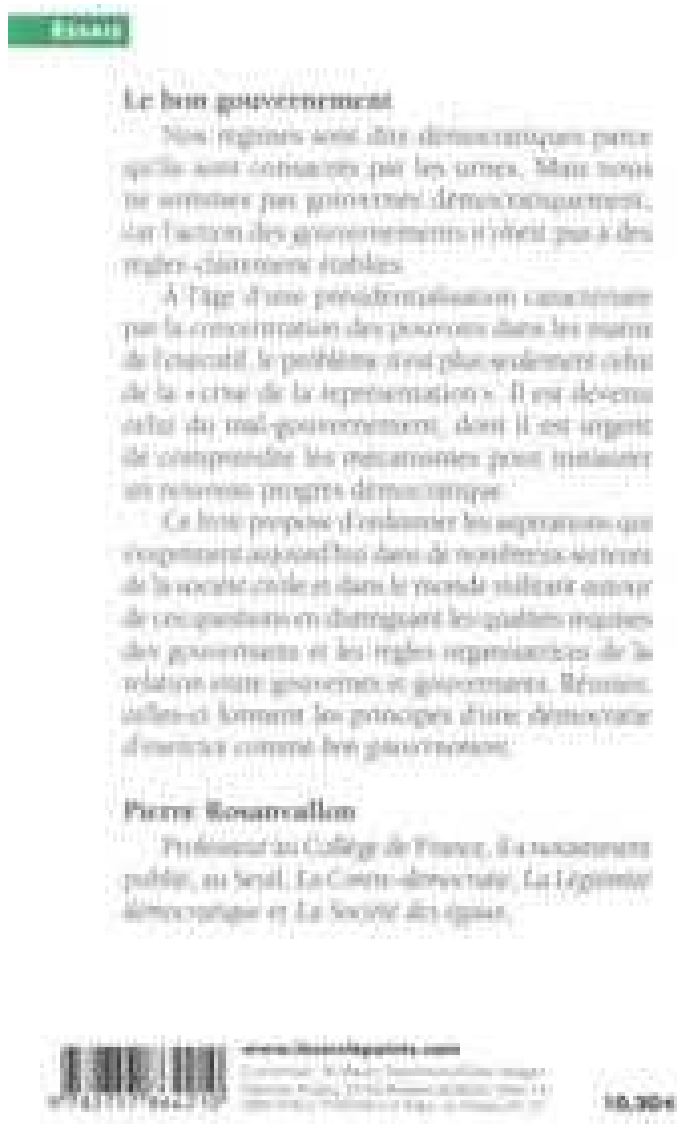 Essais
Le bon gouvernement
Nos régimes sont dits démocratiques parce
qu'ils sont consacrés par les urnes. Mais nous
ne sommes pas gouvernés démocratiquement,
car l'action des gouvernements n'obéit pas à des
règles clairement établies.
À l'âge d'une présidentialisation caractérisée
par la concentration des pouvoirs dans les mains
de l'exécutif, le problème n'est plus seulement celui
de la « crise de la représentation ». Il est devenu
celui du mal-gouvernement, dont il est urgent
de comprendre les mécanismes pour instaurer
un nouveau progrès démocratique.
Ce livre propose d'ordonner les aspirations qui
s'expriment aujourd'hui dans de nombreux secteurs
de la société civile et dans le monde militant autour
de ces questions en distinguant les qualités requises
des gouvernants et les règles organisatrices de la
relation entre gouvernés et gouvernants. Réunies,
celles-ci forment les principes d'une démocratie
d'exercice comme bon gouvernement.
Pierre Rosanvallon
Professeur au Collège de France, il a notamment
publié, au Seuil, La Contre-démocratie, La Légitimité
démocratique et La Société des égaux.
www.lecerclepoints.com